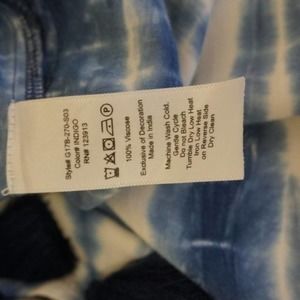 Style# G17B-270-S03
Color# INDIGO
RN# 123913
100% Viscose
Exclusive of Decoration
Made in India
Machine Wash Cold,
Gentle Cycle
Do not Bleach
Tumble Dry Low Heat
Iron Low Heat
on Reverse Side
Dry Clean